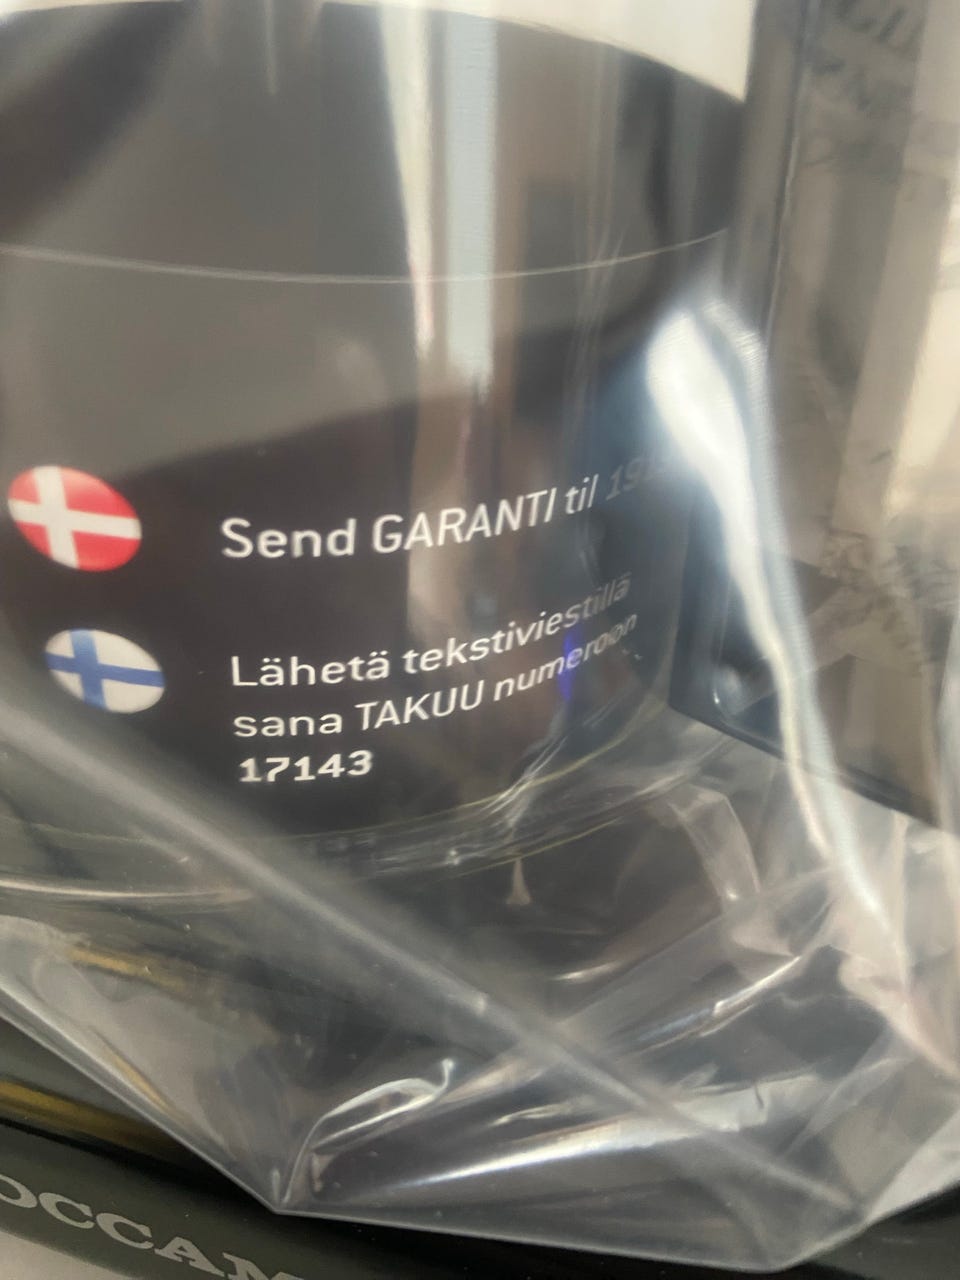 Send GARANTI til
Lähetä tekstiviestillä
sana TAKUU numeroon
17143